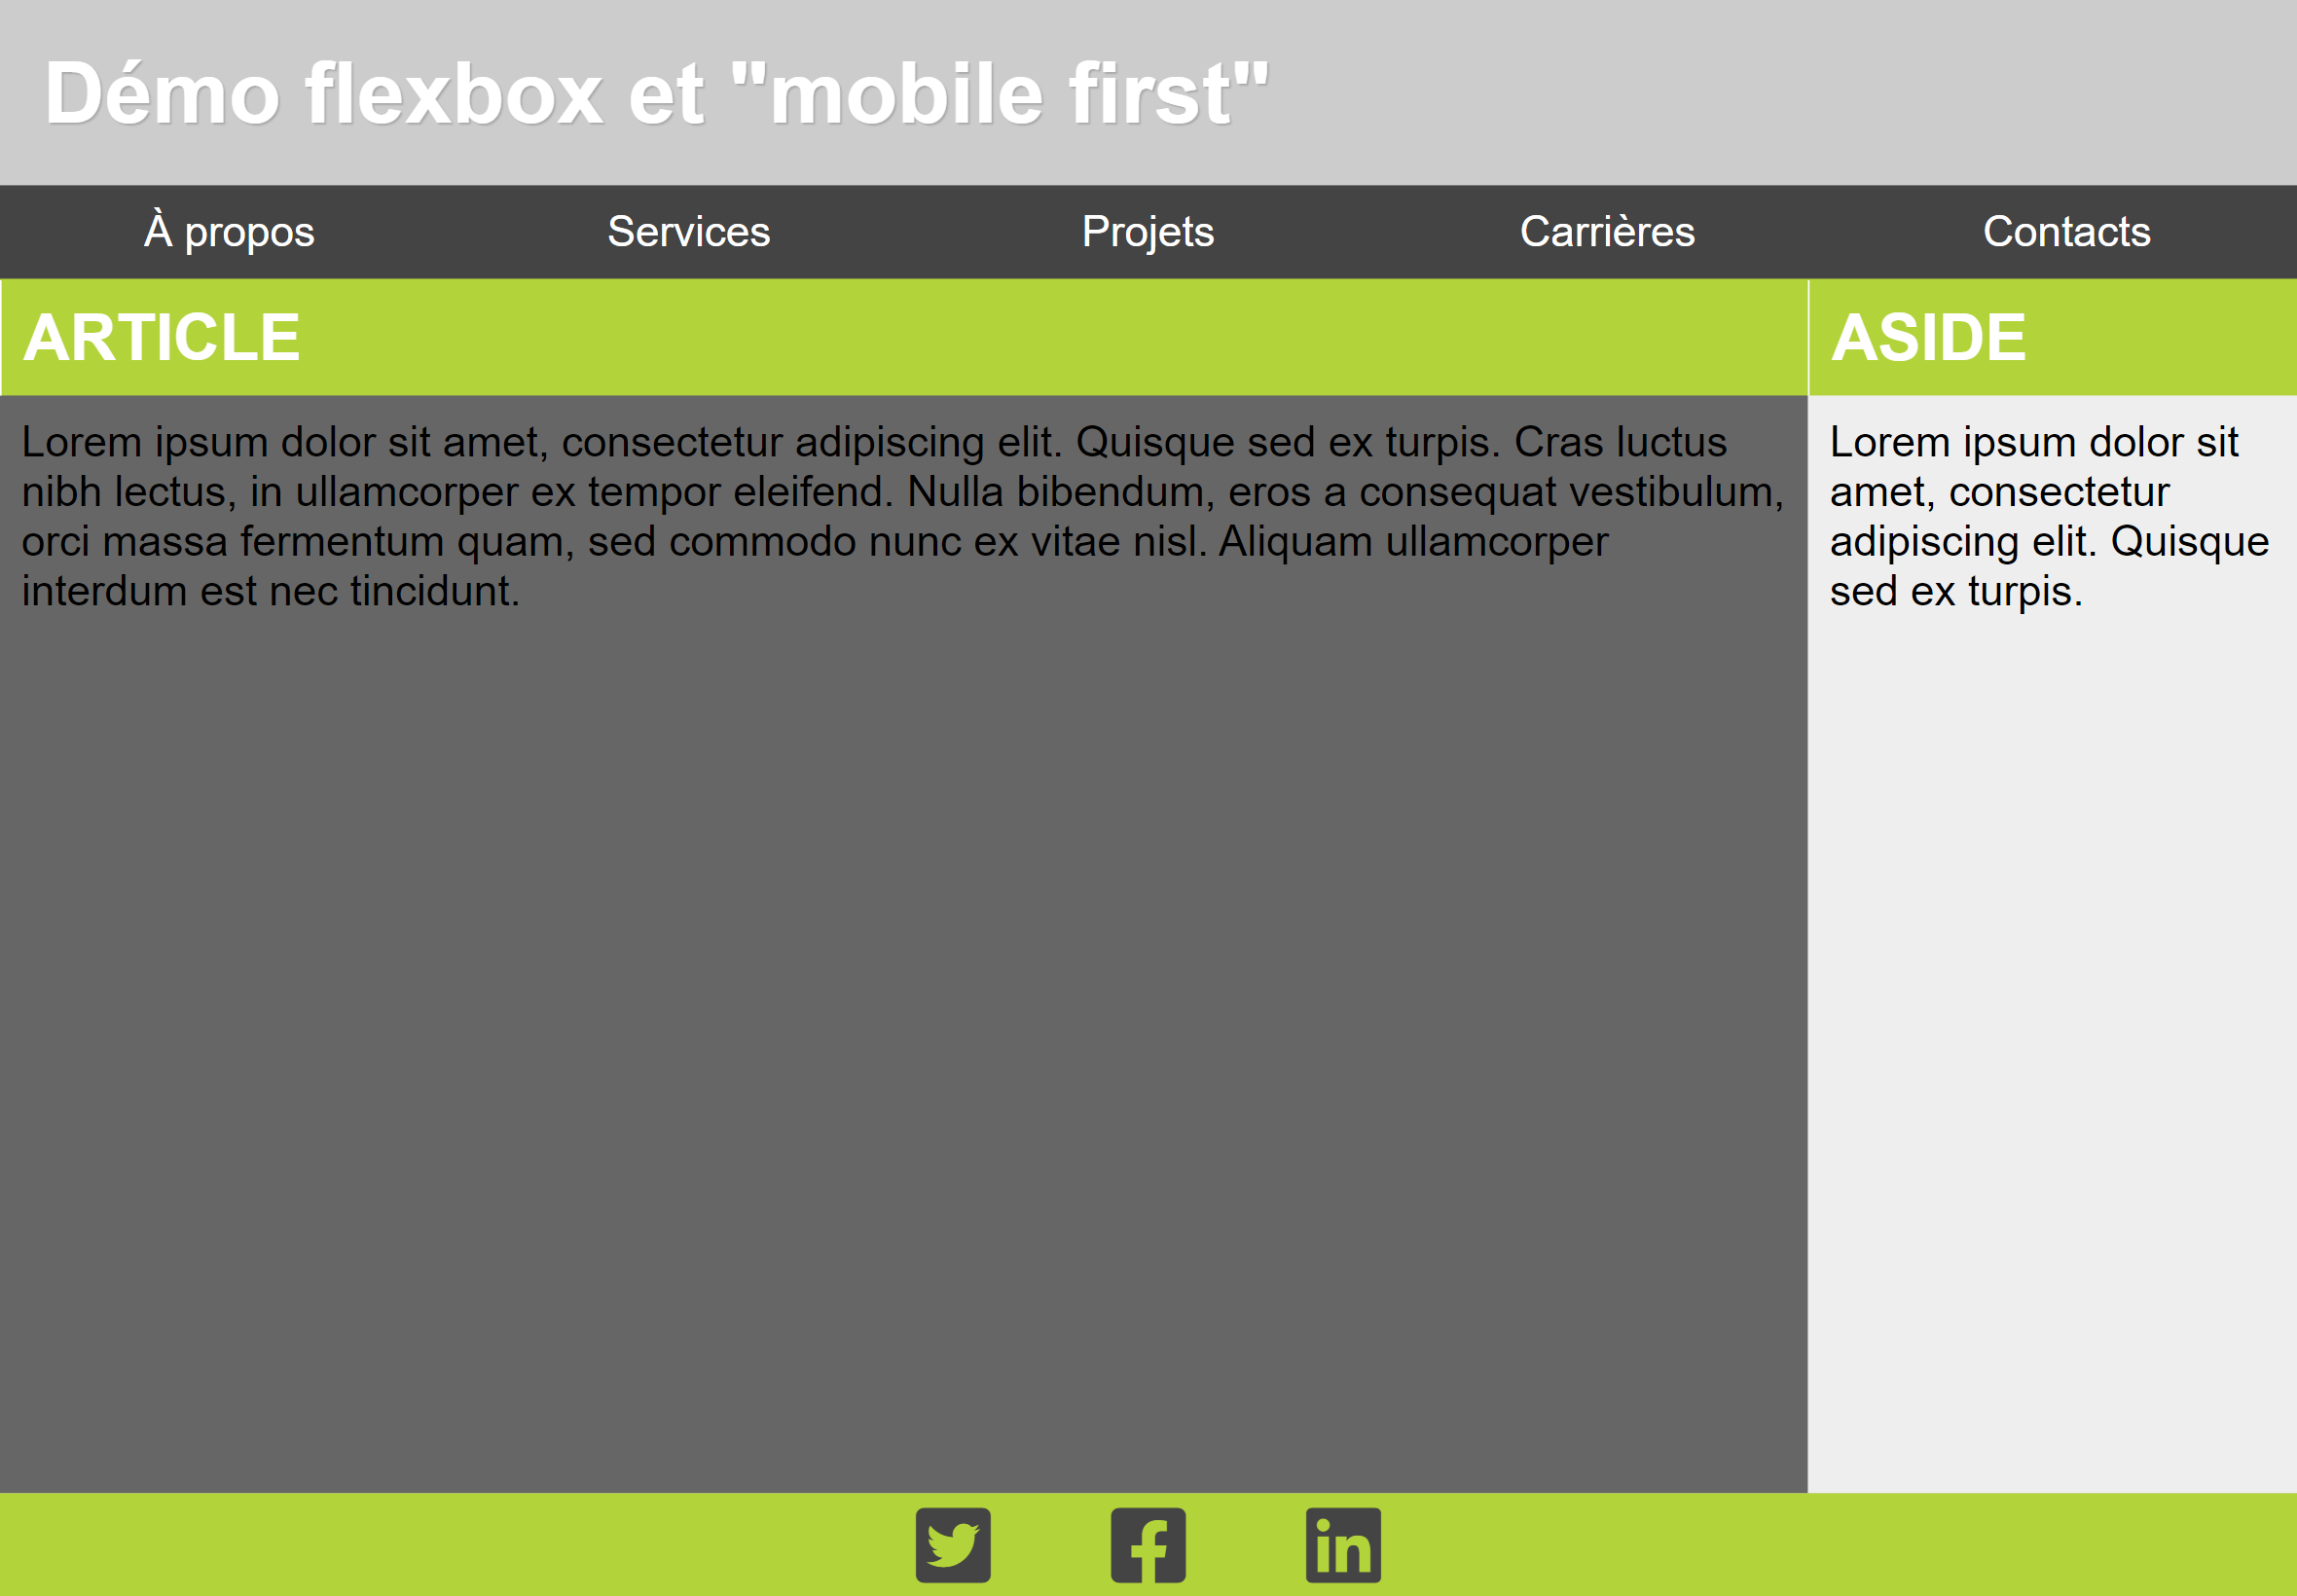 Démo flexbox et "mobile first"
À propos
Services
Projets
Carrières
Contacts
ARTICLE
Lorem ipsum dolor sit amet, consectetur adipiscing elit. Quisque sed ex turpis. Cras luctus
nibh lectus, in ullamcorper ex tempor eleifend. Nulla bibendum, eros a consequat vestibulum,
orci massa fermentum quam, sed commodo nunc ex vitae nisl. Aliquam ullamcorper
interdum est nec tincidunt.
ASIDE
Lorem ipsum dolor sit
amet, consectetur
adipiscing elit. Quisque
sed ex turpis.